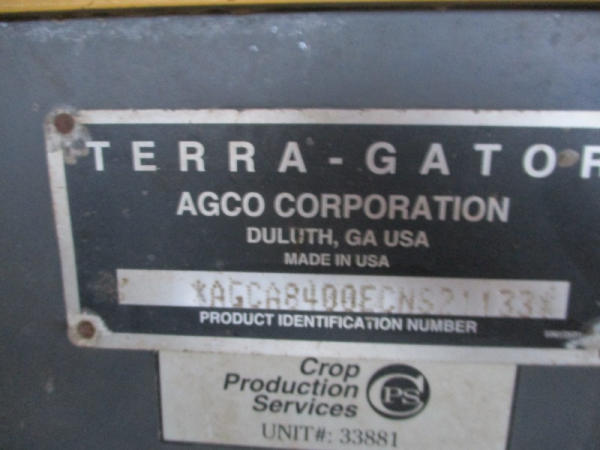 TERRA-GATOR
AGCO CORPORATION
DULUTH, GA USA
MADE IN USA
*AGCA8400ECNS21133*
PRODUCT IDENTIFICATION NUMBER
Crop
Production
Services
CPS
UNIT#: 33881